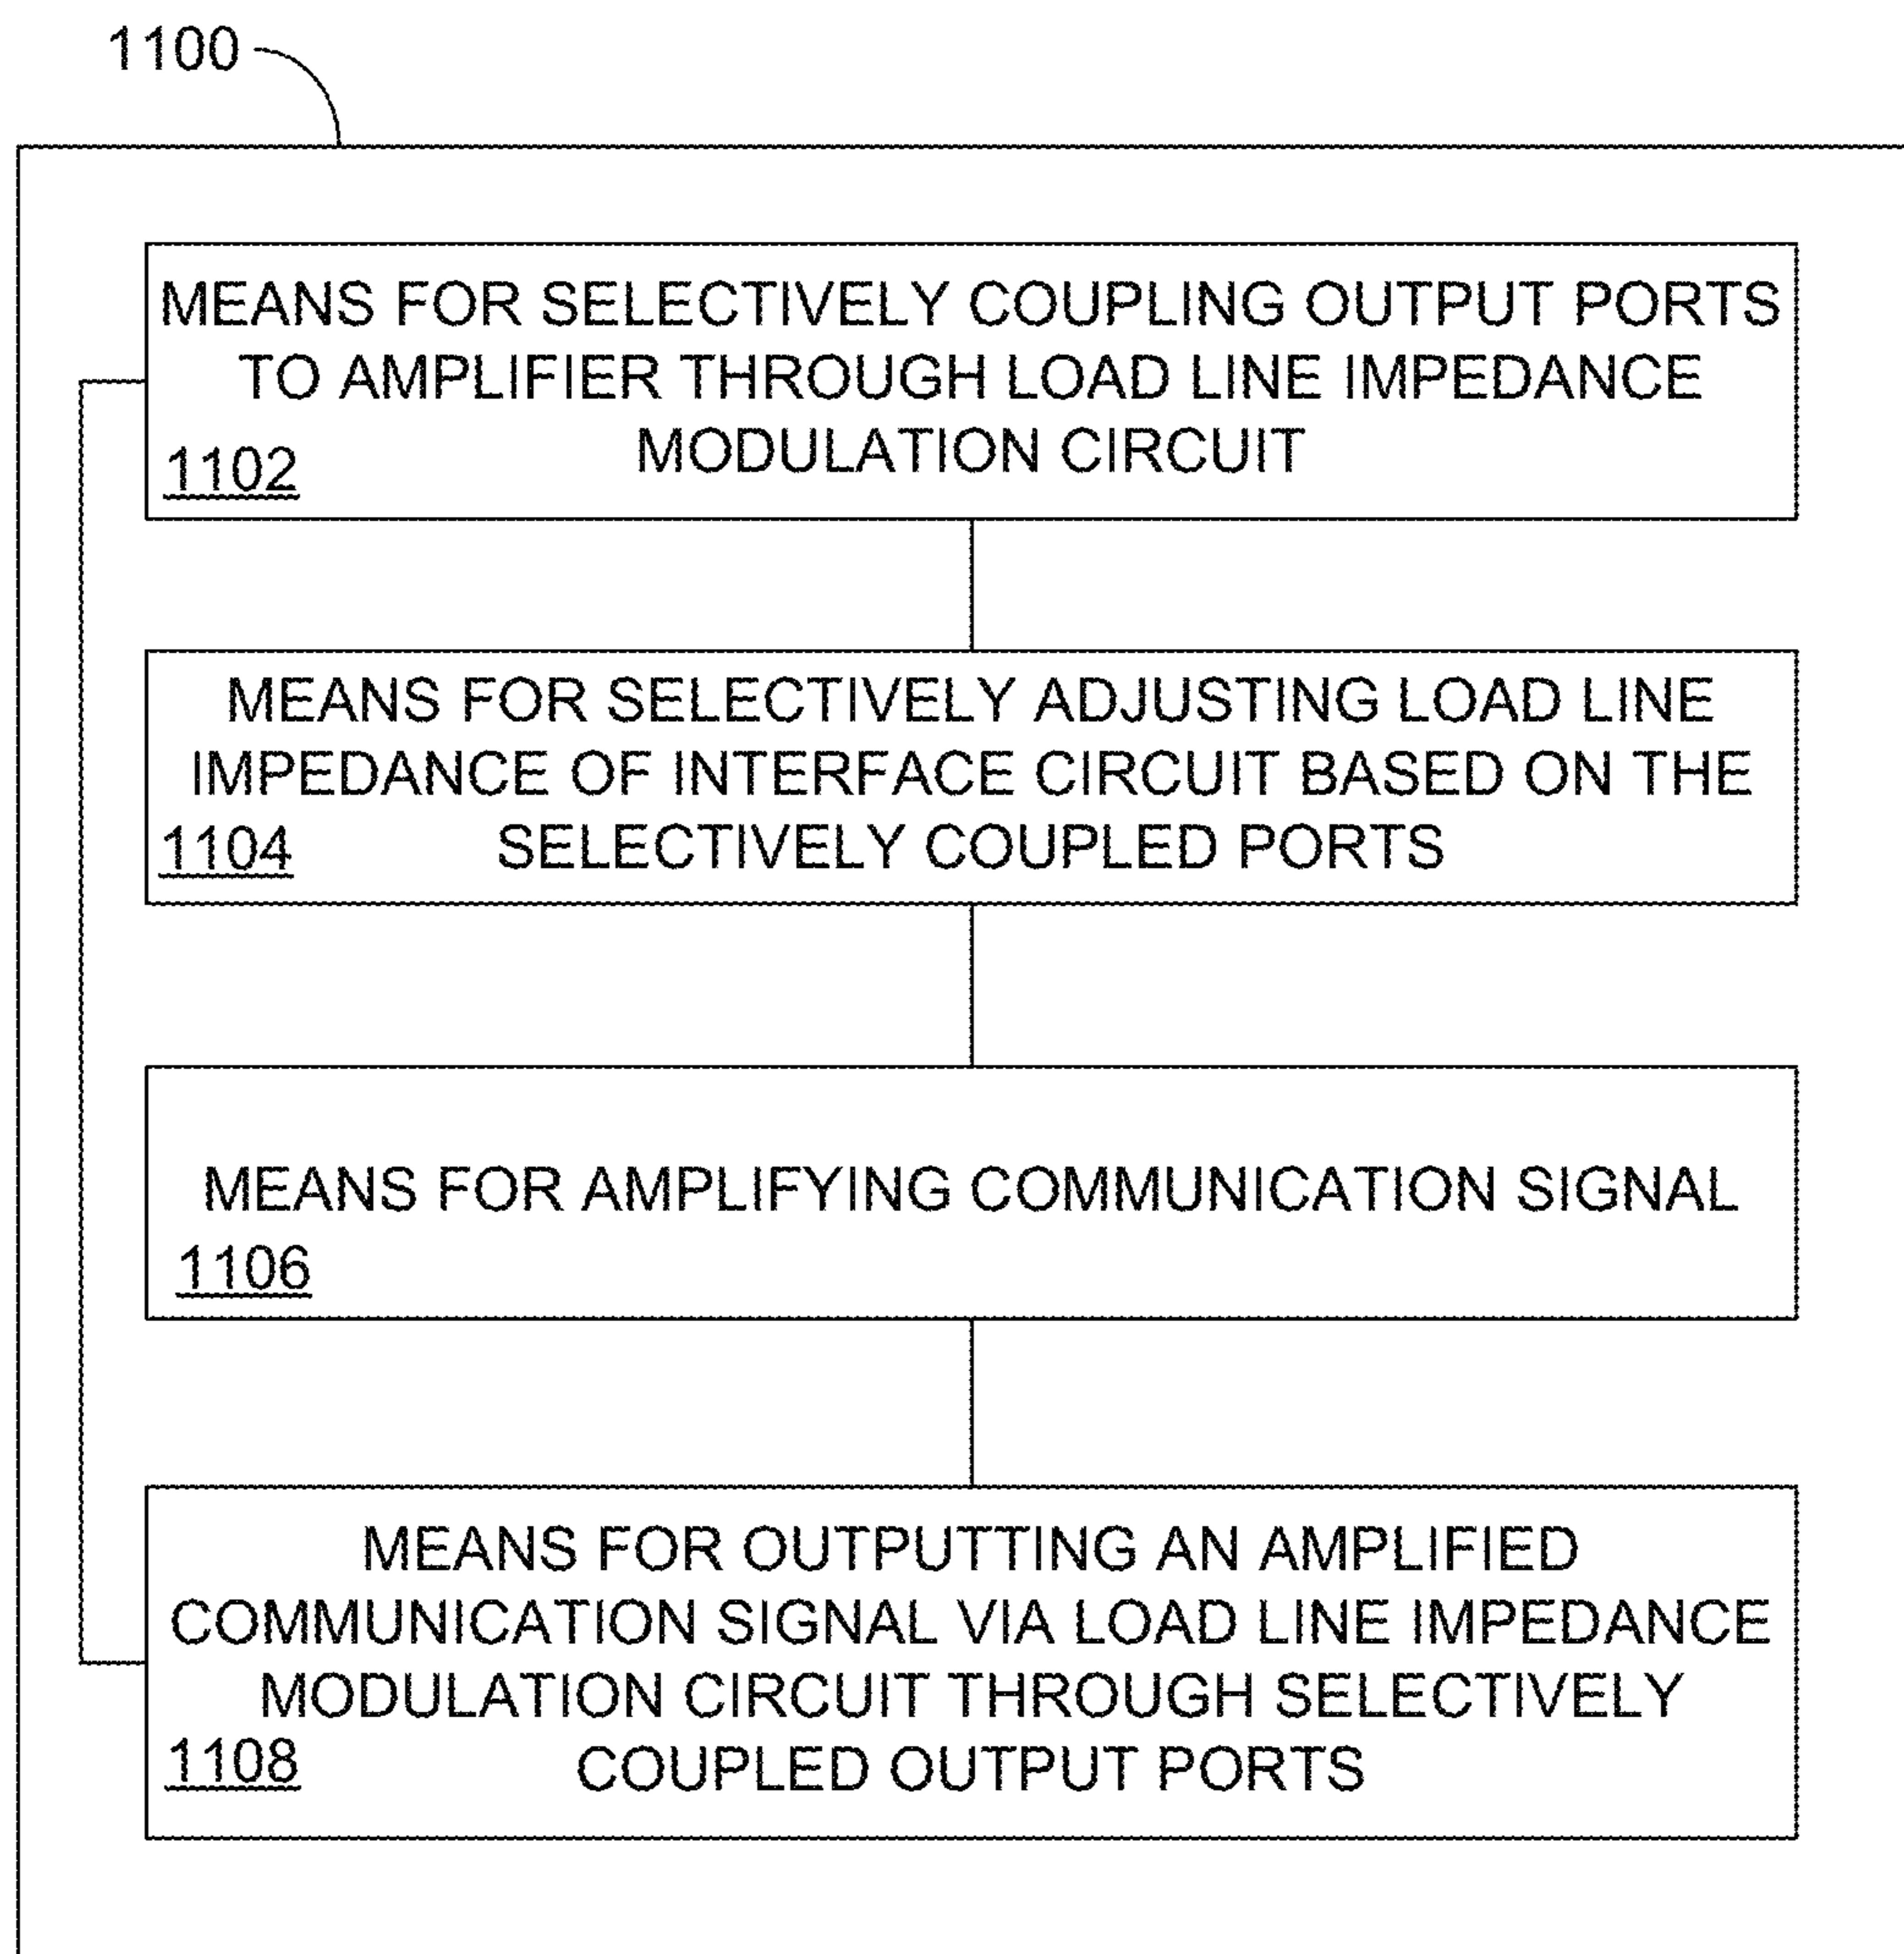 1100
MEANS FOR SELECTIVELY COUPLING OUTPUT PORTS
TO AMPLIFIER THROUGH LOAD LINE IMPEDANCE
MODULATION CIRCUIT
1102
MEANS FOR SELECTIVELY ADJUSTING LOAD LINE
IMPEDANCE OF INTERFACE CIRCUIT BASED ON THE
SELECTIVELY COUPLED PORTS
1104
MEANS FOR AMPLIFYING COMMUNICATION SIGNAL
1106
MEANS FOR OUTPUTTING AN AMPLIFIED
COMMUNICATION SIGNAL VIA LOAD LINE IMPEDANCE
MODULATION CIRCUIT THROUGH SELECTIVELY
COUPLED OUTPUT PORTS
1108